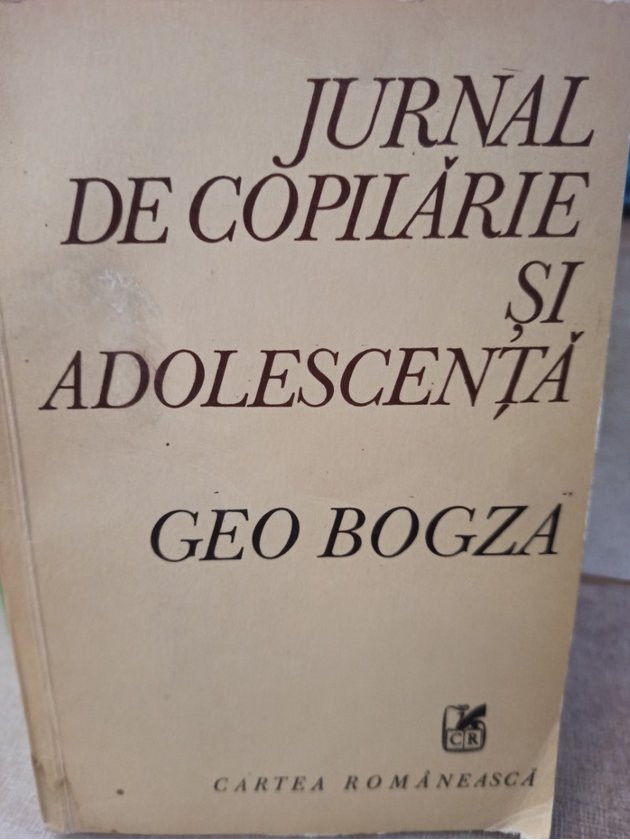 JURNAL
DE COPILĂRIE
ȘI
ADOLESCENȚĂ
GEO BOGZA
CR
CARTEA ROMÂNEASCĂ